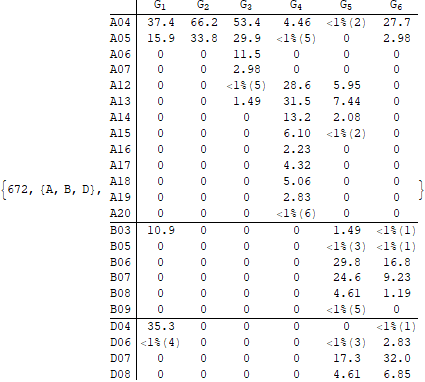 G1 G2 G3 G4 G5 G6
A04 37.4 66.2 53.4 4.46 <1%(2) 27.7
A05 15.9 33.8 29.9 <1%(5) 0 2.98
A06 0 0 11.5 0 0 0
A07 0 0 2.98 0 0 0
A12 0 0 <1%(5) 28.6 5.95 0
A13 0 0 1.49 31.5 7.44 0
A14 0 0 0 13.2 2.08 0
A15 0 0 0 6.10 <1%(2) 0
A16 0 0 0 2.23 0 0
A17 0 0 0 4.32 0 0
A18 0 0 0 5.06 0 0
{672, {A, B, D}, A19 0 0 0 2.83 0 0 }
A20 0 0 0 <1%(6) 0 0
B03 10.9 0 0 0 1.49 <1%(1)
B05 0 0 0 0 <1%(3) <1%(1)
B06 0 0 0 0 29.8 16.8
B07 0 0 0 0 24.6 9.23
B08 0 0 0 0 4.61 1.19
B09 0 0 0 0 <1%(5) 0
D04 35.3 0 0 0 0 <1%(1)
D06 <1%(4) 0 0 0 <1%(3) 2.83
D07 0 0 0 0 17.3 32.0
D08 0 0 0 0 4.61 6.85